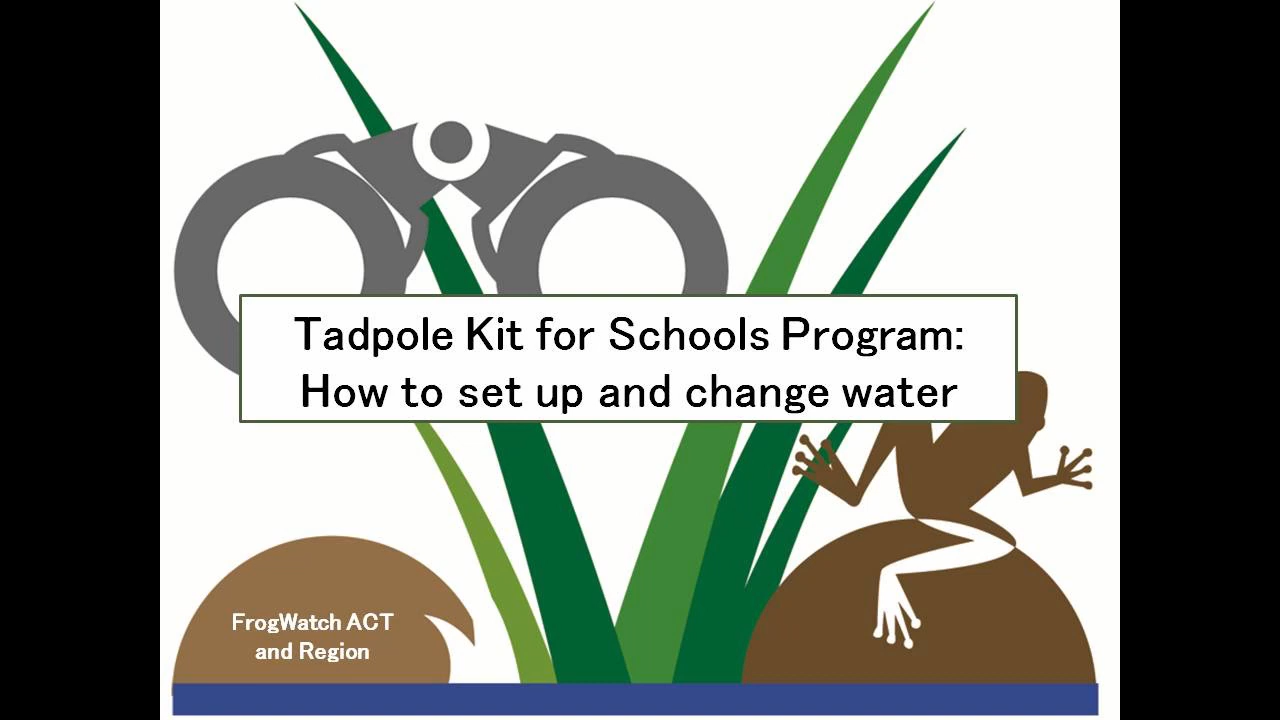 Tadpole Kit for Schools Program:
How to set up and change water
FrogWatch ACT
and Region